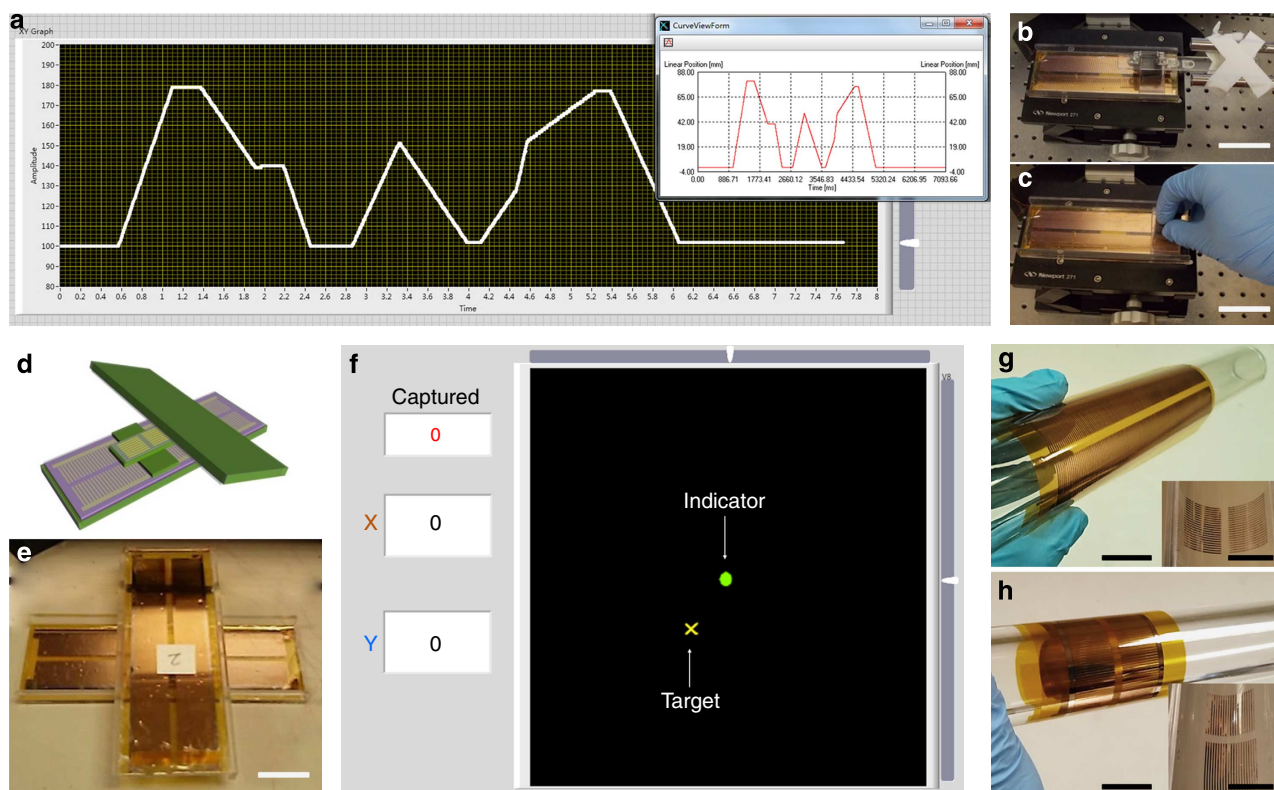 a
XY Graph
200
190
180
170
160
150
140
130
120
110
100
90
80
Amplitude
0 0.2 0.4 0.6 0.8 1 1.2 1.4 1.6 1.8 2 2.2 2.4 2.6 2.8 3 3.2 3.4 3.6 3.8 4 4.2 4.4 4.6 4.8 5 5.2 5.4 5.6 5.8 6 6.2 6.4 6.6 6.8 7 7.2 7.4 7.6 7.8 8
Time
CurveViewForm
Linear Position [mm] Linear Position [mm]
88.00 88.00
65.00 65.00
42.00 42.00
19.00 19.00
-4.00 -4.00
0.00 886.71 1773.41 2660.12 3546.83 4433.54 5320.24 6206.95 7093.66
Time [ms]
b
Newport 271
c
Newport 271
d
e
2
f
Captured
0
X
0
Y
0
Indicator
Target
g
h